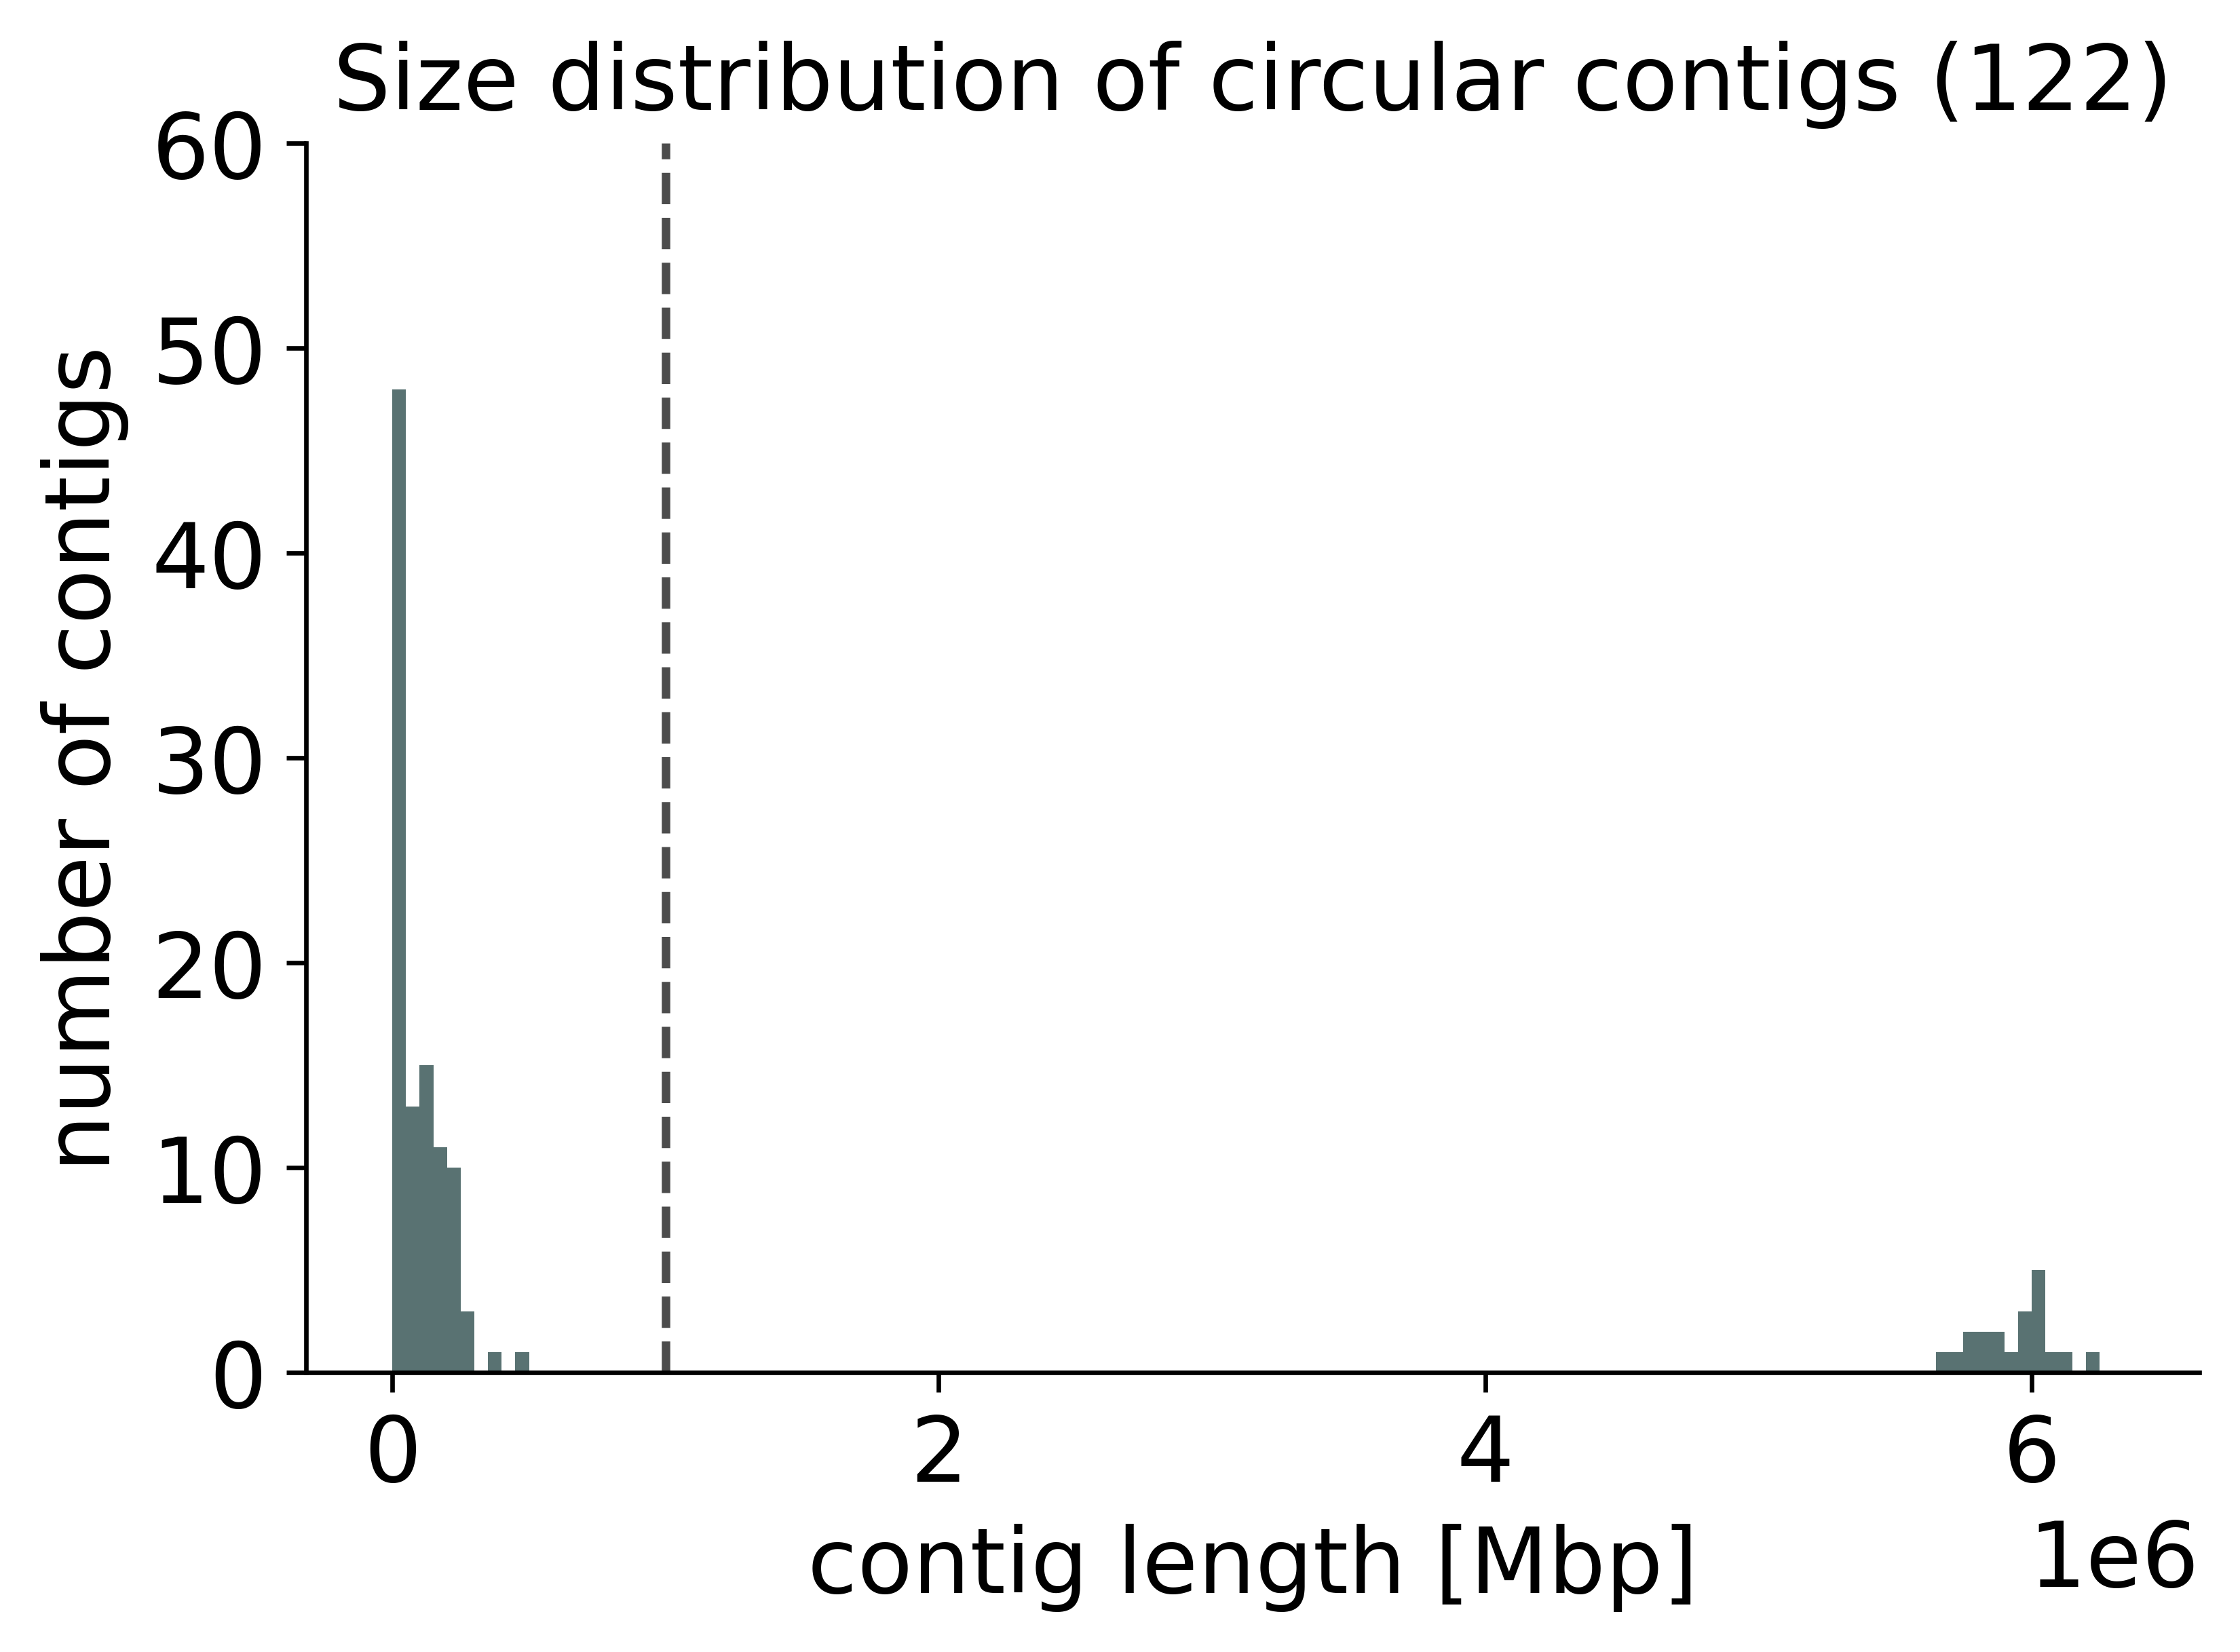 Size distribution of circular contigs (122)
60
50
40
30
20
10
0
number of contigs
0 2 4 6
contig length [Mbp]
1e6